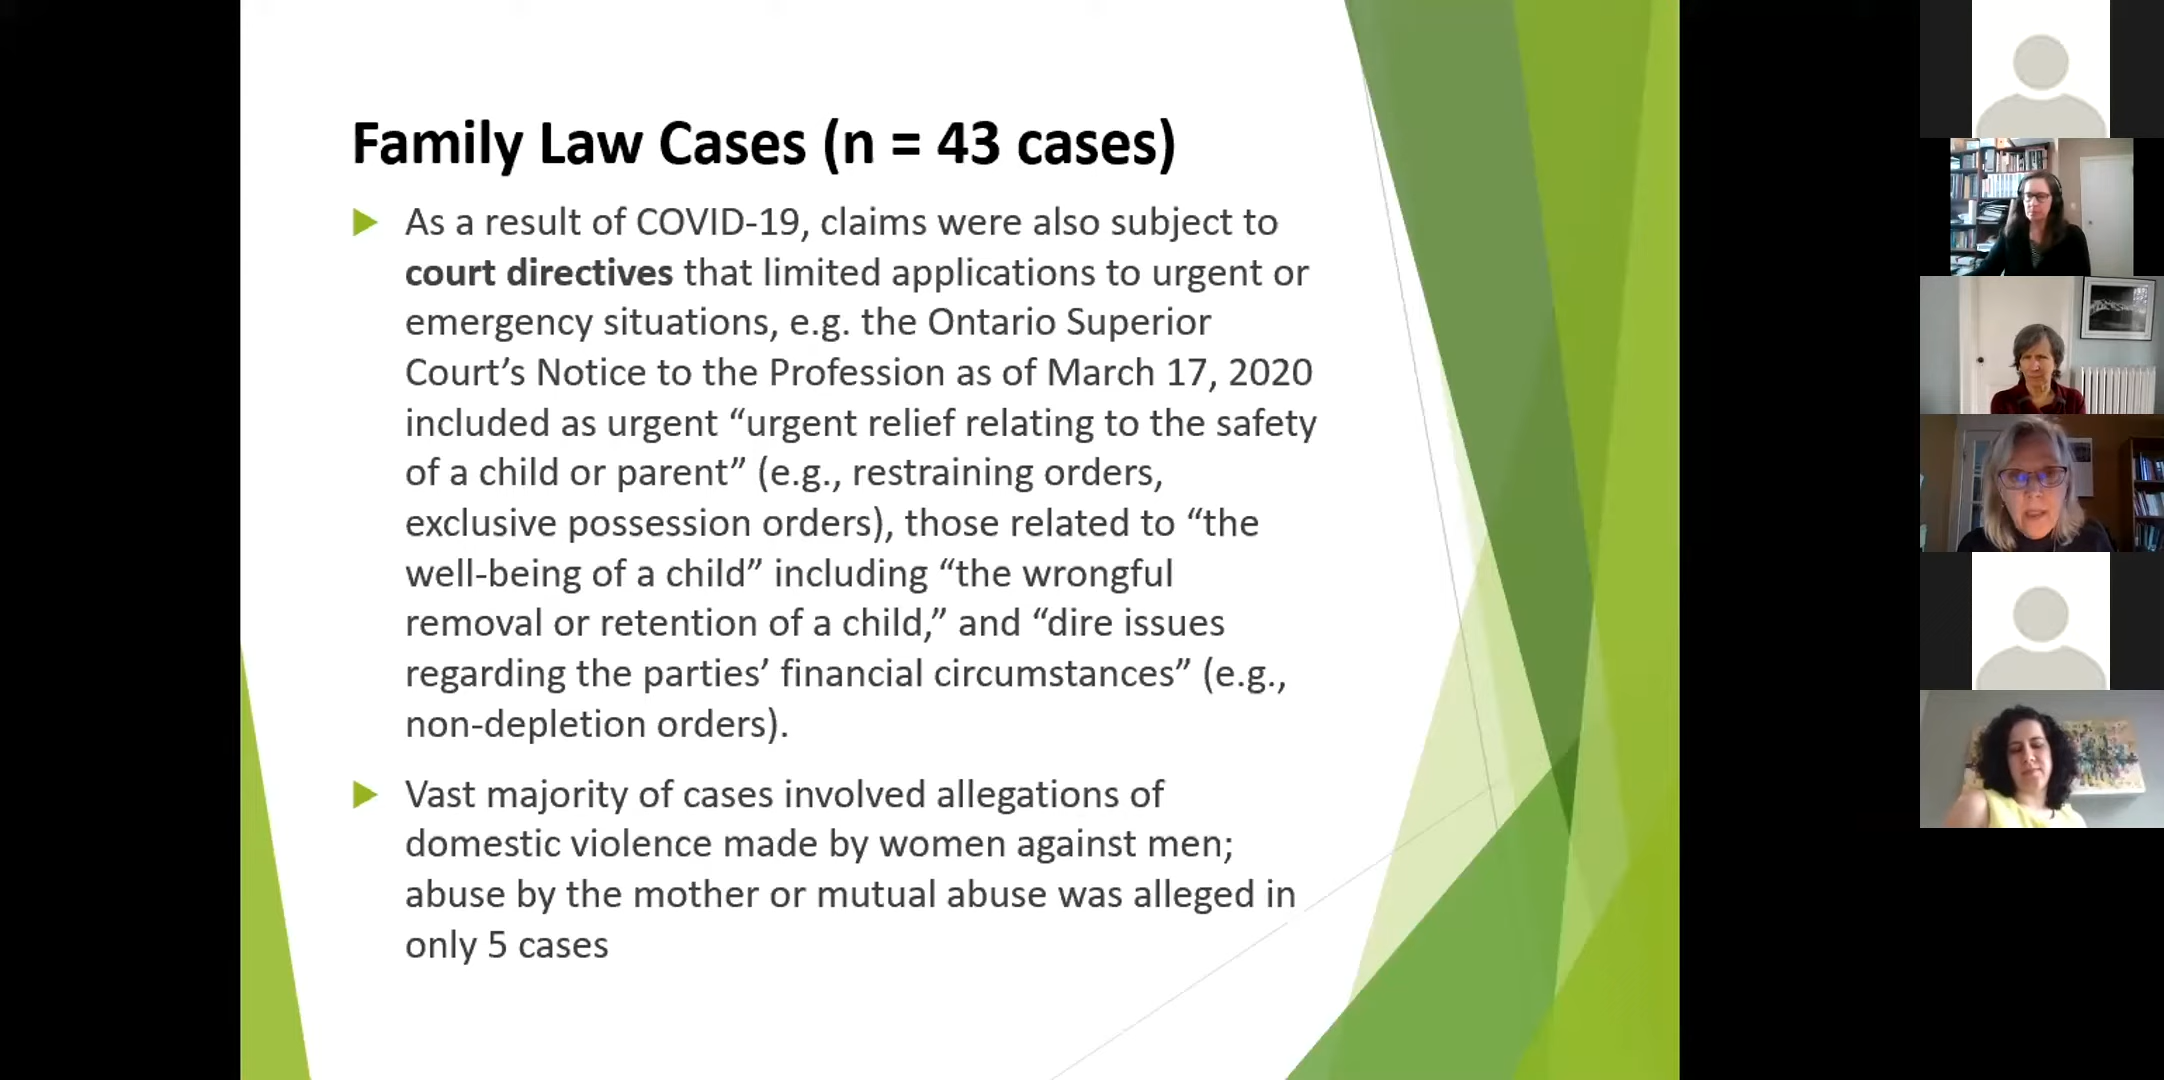 Family Law Cases (n = 43 cases)
As a result of COVID-19, claims were also subject to
court directives that limited applications to urgent or
emergency situations, e.g. the Ontario Superior
Court’s Notice to the Profession as of March 17, 2020
included as urgent “urgent relief relating to the safety
of a child or parent” (e.g., restraining orders,
exclusive possession orders), those related to “the
well-being of a child” including “the wrongful
removal or retention of a child,” and “dire issues
regarding the parties’ financial circumstances” (e.g.,
non-depletion orders).
Vast majority of cases involved allegations of
domestic violence made by women against men;
abuse by the mother or mutual abuse was alleged in
only 5 cases